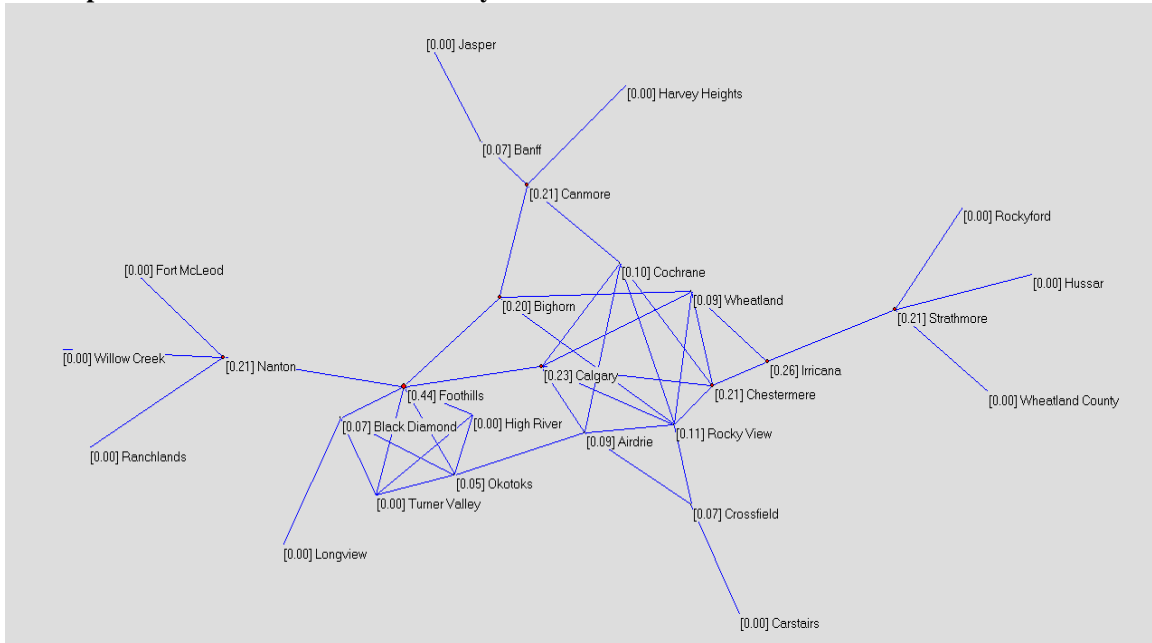 [0.00] Jasper
[0.00] Harvey Heights
[0.07] Banff
[0.21] Canmore
[0.00] Rockyford
[0.00] Fort McLeod
[0.10] Cochrane
[0.00] Hussar
[0.09] Wheatland
[0.20] Bighorn
[0.21] Strathmore
[0.00] Willow Creek
[0.21] Nanton
[0.26] Irricana
[0.23] Calgary
[0.44] Foothills
[0.21] Chestermere
[0.00] Wheatland County
[0.07] Black Diamond
[0.00] High River
[0.11] Rocky View
[0.09] Airdrie
[0.00] Ranchlands
[0.05] Okotoks
[0.00] Turner Valley
[0.07] Crossfield
[0.00] Longview
[0.00] Carstairs